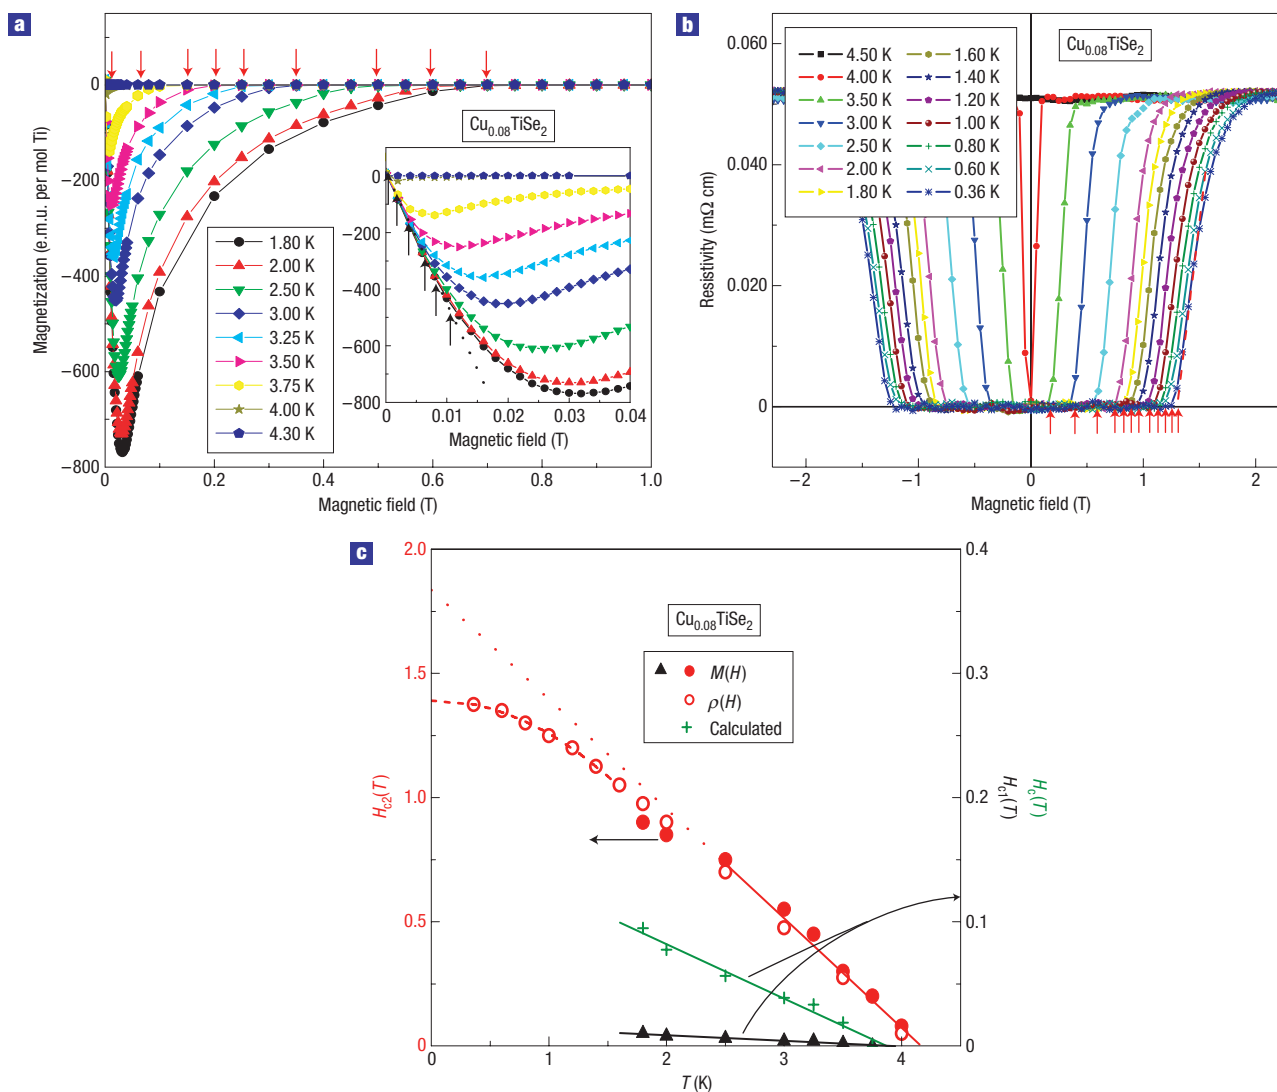 a
Magnetization (e.m.u. per mol Ti)
0
−200
−400
−600
−800
0
0.2
0.4
0.6
0.8
1.0
Magnetic field (T)
Cu0.08TiSe2
1.80 K
2.00 K
2.50 K
3.00 K
3.25 K
3.50 K
3.75 K
4.00 K
4.30 K
0
−200
−400
−600
−800
0
0.01
0.02
0.03
0.04
Magnetic field (T)
b
Resistivity (mΩ cm)
0.060
0.040
0.020
0
−2
−1
0
1
2
Magnetic field (T)
Cu0.08TiSe2
4.50 K
4.00 K
3.50 K
3.00 K
2.50 K
2.00 K
1.80 K
1.60 K
1.40 K
1.20 K
1.00 K
0.80 K
0.60 K
0.36 K
c
Hc2(T)
2.0
1.5
1.0
0.5
0
0
1
2
3
4
T (K)
Cu0.08TiSe2
M(H)
ρ(H)
Calculated
0.4
0.3
0.2
0.1
0
Hc1(T)
Hc(T)